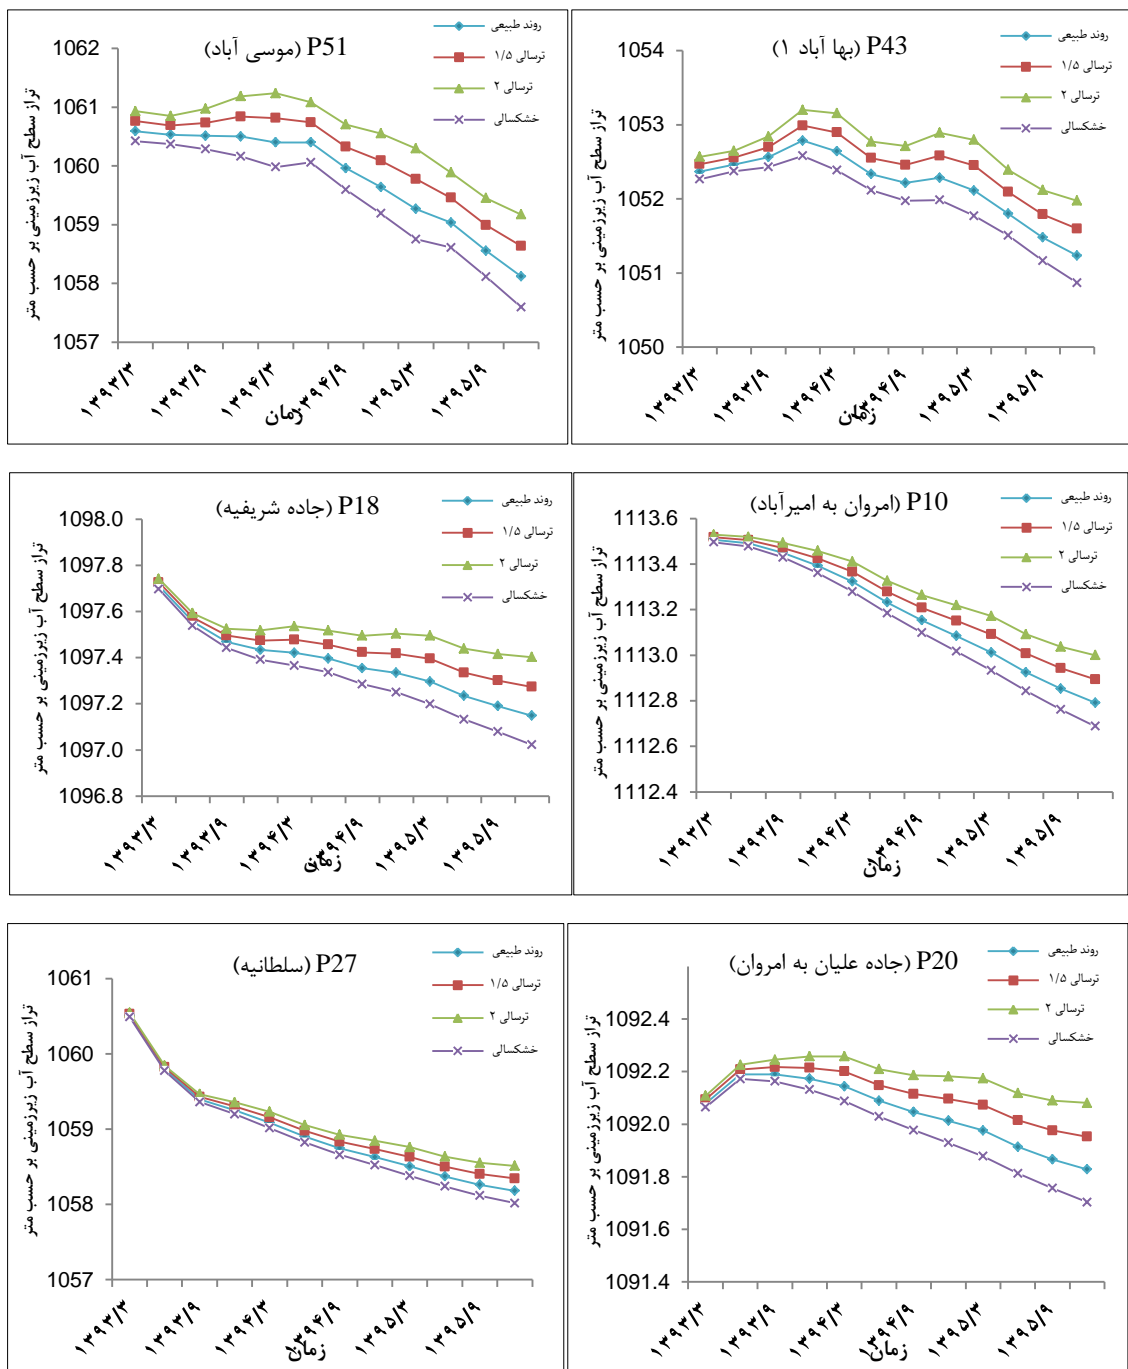 P51 (موسی آباد)
روند طبیعی
ترسالی ۱/۵
ترسالی ۲
خشکسالی
تراز سطح آب زیرزمینی بر حسب متر
1062
1061
1060
1059
1058
1057
۱۳۹۳/۳
۱۳۹۳/۹
۱۳۹۴/۳
۱۳۹۴/۹
۱۳۹۵/۳
۱۳۹۵/۹
زمان
P43 (بها آباد ۱)
روند طبیعی
ترسالی ۱/۵
ترسالی ۲
خشکسالی
تراز سطح آب زیرزمینی بر حسب متر
1054
1053
1052
1051
1050
۱۳۹۳/۳
۱۳۹۳/۹
۱۳۹۴/۳
۱۳۹۴/۹
۱۳۹۵/۳
۱۳۹۵/۹
زمان
P18 (جاده شریفیه)
روند طبیعی
ترسالی ۱/۵
ترسالی ۲
خشکسالی
تراز سطح آب زیرزمینی بر حسب متر
1098.0
1097.8
1097.6
1097.4
1097.2
1097.0
1096.8
۱۳۹۳/۳
۱۳۹۳/۹
۱۳۹۴/۳
۱۳۹۴/۹
۱۳۹۵/۳
۱۳۹۵/۹
زمان
P10 (امروان به امیرآباد)
روند طبیعی
ترسالی ۱/۵
ترسالی ۲
خشکسالی
تراز سطح آب زیرزمینی بر حسب متر
1113.6
1113.4
1113.2
1113.0
1112.8
1112.6
1112.4
۱۳۹۳/۳
۱۳۹۳/۹
۱۳۹۴/۳
۱۳۹۴/۹
۱۳۹۵/۳
۱۳۹۵/۹
زمان
P27 (سلطانیه)
روند طبیعی
ترسالی ۱/۵
ترسالی ۲
خشکسالی
تراز سطح آب زیرزمینی بر حسب متر
1061
1060
1059
1058
1057
۱۳۹۳/۳
۱۳۹۳/۹
۱۳۹۴/۳
۱۳۹۴/۹
۱۳۹۵/۳
۱۳۹۵/۹
زمان
P20 (جاده علیان به امروان)
روند طبیعی
ترسالی ۱/۵
ترسالی ۲
خشکسالی
تراز سطح آب زیرزمینی بر حسب متر
1092.4
1092.2
1092.0
1091.8
1091.6
1091.4
۱۳۹۳/۳
۱۳۹۳/۹
۱۳۹۴/۳
۱۳۹۴/۹
۱۳۹۵/۳
۱۳۹۵/۹
زمان